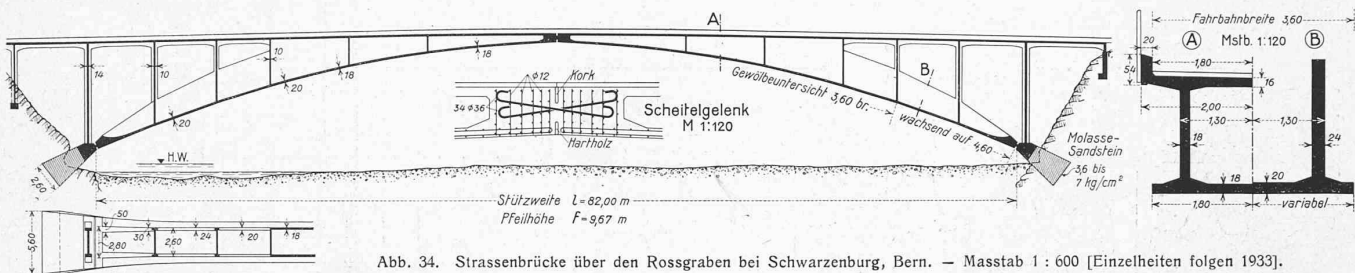 A
Fahrbahnbreite 3,60
20
A Mstb. 1:120 B
1,80
54
16
2,00
1,30
1,30
18
24
18
20
1,80
variabel
14
10
10
20
20
18
18
Φ12
Kork
34 Φ36
Scheitelgelenk
M 1:120
Hartholz
Gewölbeuntersicht 3,60 br.
wachsend auf 4,60
B
Molasse-
Sandstein
3,6 bis
7 kg/cm²
H.W.
2,60
Stützweite l = 82,00 m
Pfeilhöhe F = 9,67 m
50
5,60
2,80
30
2,60
24
20
18
Abb. 34. Strassenbrücke über den Rossgraben bei Schwarzenburg, Bern. — Masstab 1 : 600 [Einzelheiten folgen 1933].